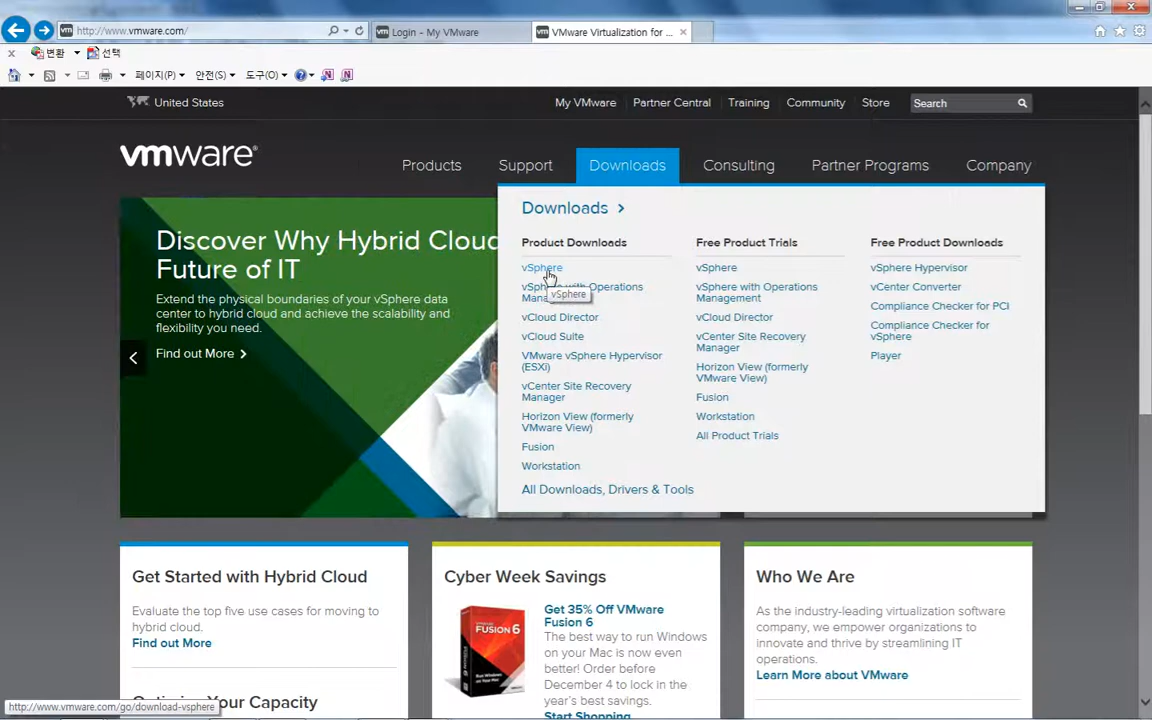 http://www.vmware.com/
Login - My VMware
VMware Virtualization for ...
변환
선택
페이지(P)
안전(S)
도구(O)
United States
My VMware
Partner Central
Training
Community
Store
Search
vmware®
Products
Support
Downloads
Consulting
Partner Programs
Company
Discover Why Hybrid Cloud
Future of IT
Extend the physical boundaries of your vSphere data
center to hybrid cloud and achieve the scalability and
flexibility you need.
Find out More
Downloads
Product Downloads
vSphere
vSphere with Operations
vSphere
vCloud Director
vCloud Suite
VMware vSphere Hypervisor
(ESXi)
vCenter Site Recovery
Manager
Horizon View (formerly
VMware View)
Fusion
Workstation
All Downloads, Drivers & Tools
Free Product Trials
vSphere
vSphere with Operations
Management
vCloud Director
vCenter Site Recovery
Manager
Horizon View (formerly
VMware View)
Fusion
Workstation
All Product Trials
Free Product Downloads
vSphere Hypervisor
vCenter Converter
Compliance Checker for PCI
Compliance Checker for
vSphere
Player
Get Started with Hybrid Cloud
Evaluate the top five use cases for moving to
hybrid cloud.
Find out More
Your Capacity
Cyber Week Savings
FUSION 6
Get 35% Off VMware
Fusion 6
The best way to run Windows
on your Mac is now even
better! Order before
December 4 to lock in the
year's best savings.
Start Shopping
Who We Are
As the industry-leading virtualization software
company, we empower organizations to
innovate and thrive by streamlining IT
operations.
Learn More about VMware
http://www.vmware.com/go/download-vsphere